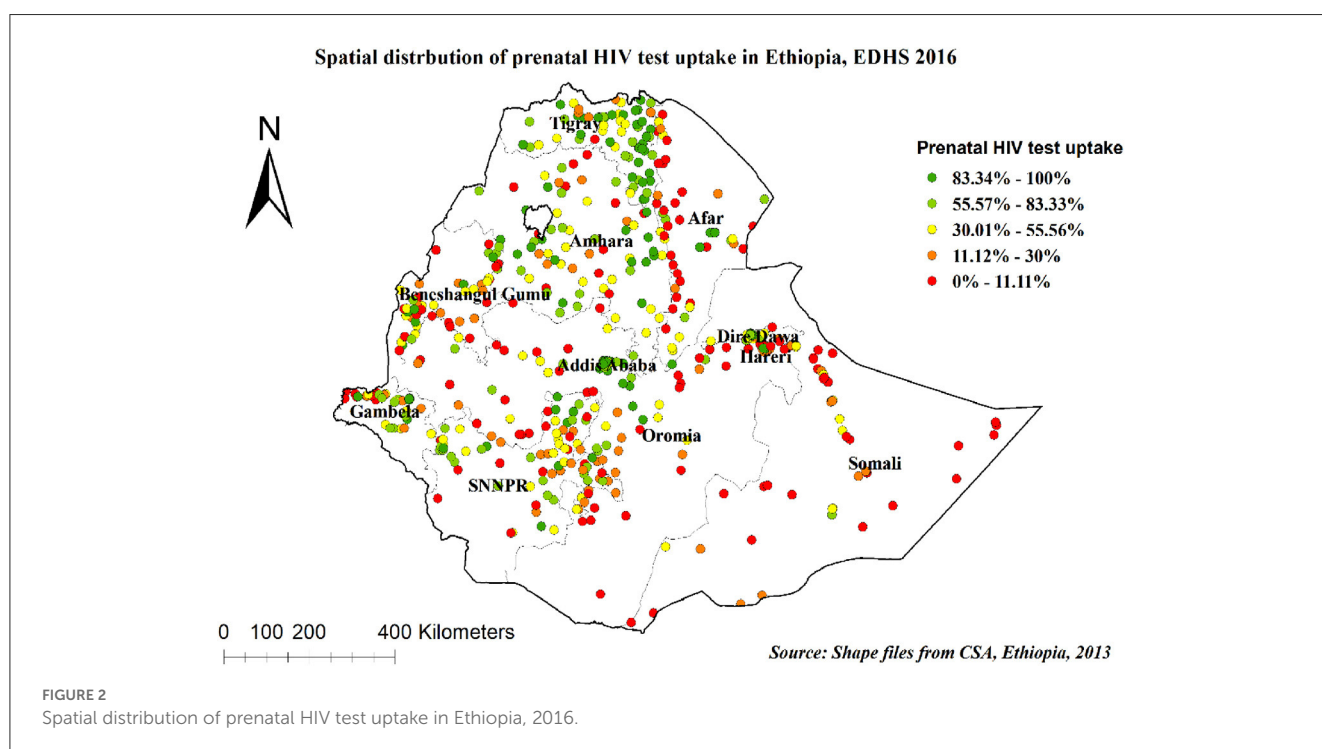 Spatial distrbution of prenatal HIV test uptake in Ethiopia, EDHS 2016
N
Prenatal HIV test uptake
83.34% - 100%
55.57% - 83.33%
30.01% - 55.56%
11.12% - 30%
0% - 11.11%
Tigray
Afar
Amhara
Bencshangul Gumu
Dire Dawa
Hareri
Addis Ababa
Gambela
Oromia
Somali
SNNPR
0 100 200 400 Kilometers
Source: Shape files from CSA, Ethiopia, 2013
FIGURE 2
Spatial distribution of prenatal HIV test uptake in Ethiopia, 2016.